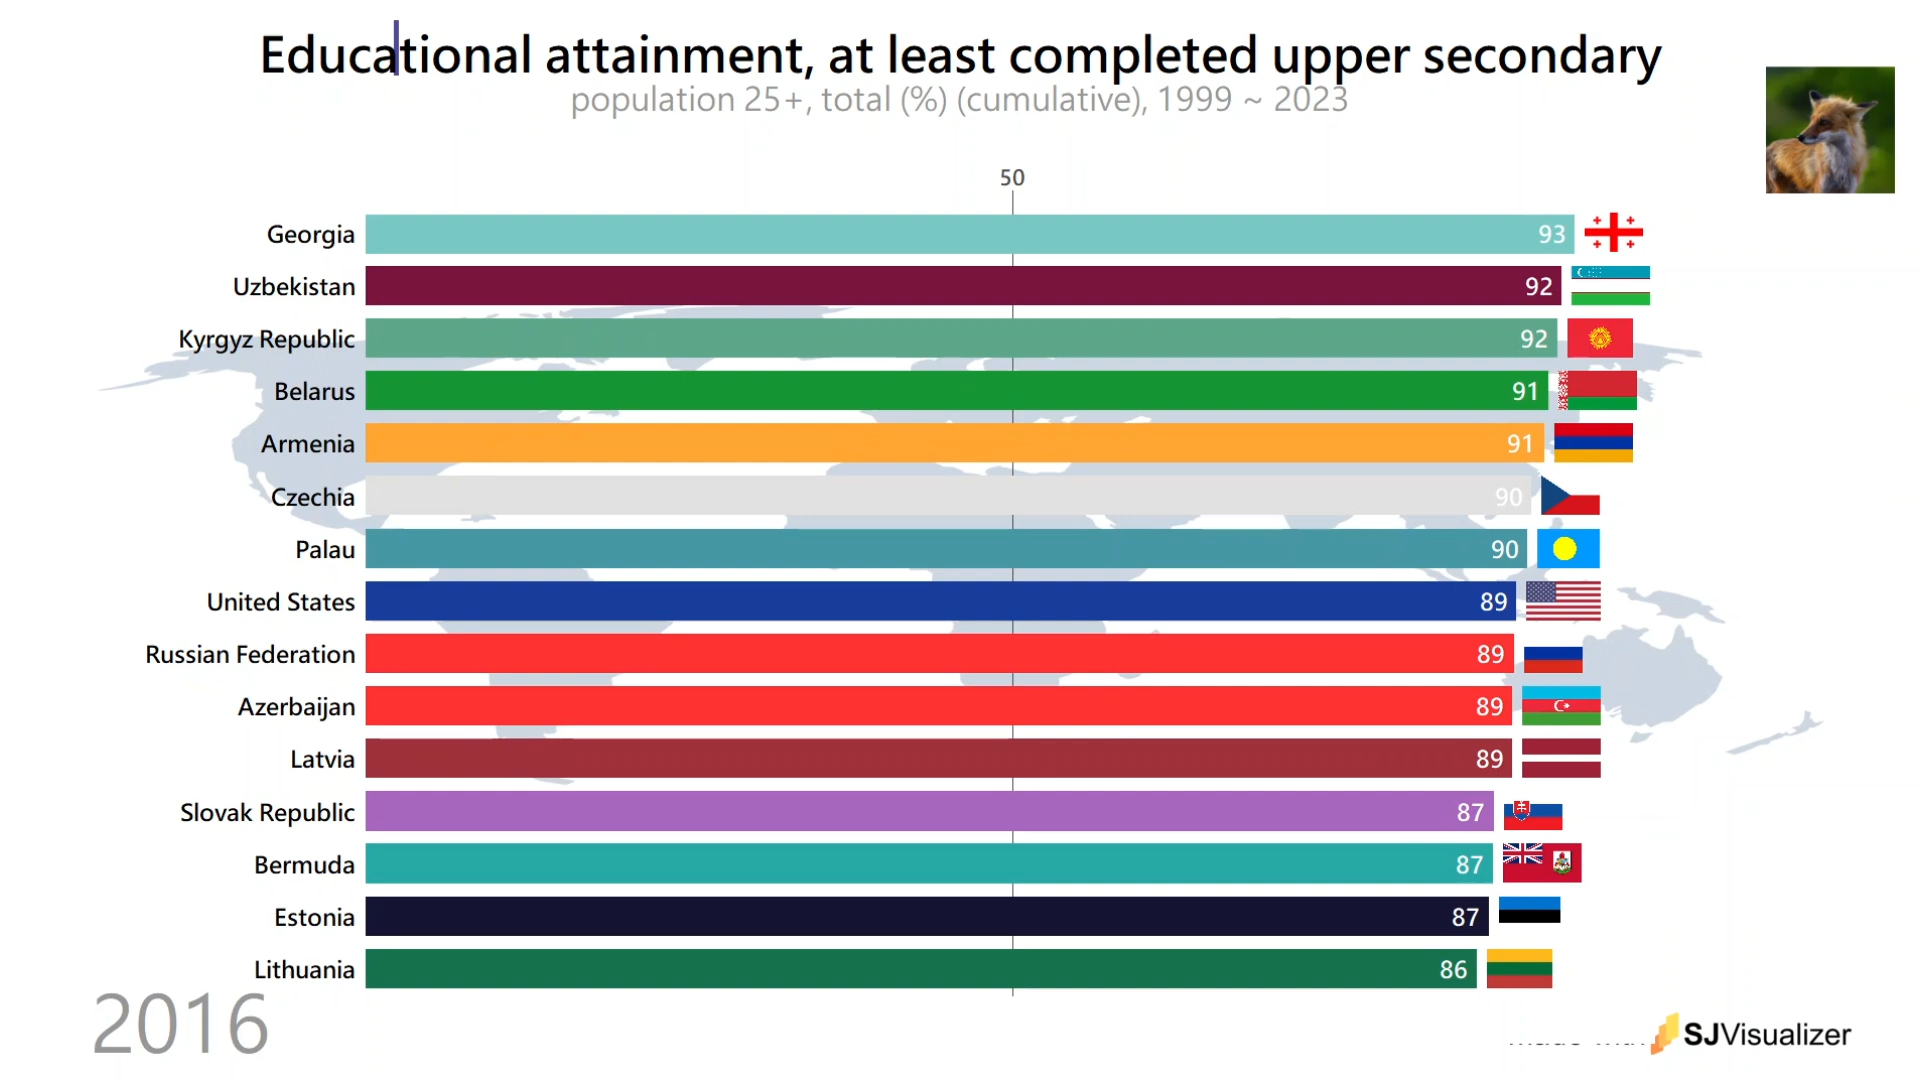 Educational attainment, at least completed upper secondary
population 25+, total (%) (cumulative), 1999 ~ 2023
50
Georgia 93
Uzbekistan 92
Kyrgyz Republic 92
Belarus 91
Armenia 91
Czechia 90
Palau 90
United States 89
Russian Federation 89
Azerbaijan 89
Latvia 89
Slovak Republic 87
Bermuda 87
Estonia 87
Lithuania 86
2016
SJVisualizer